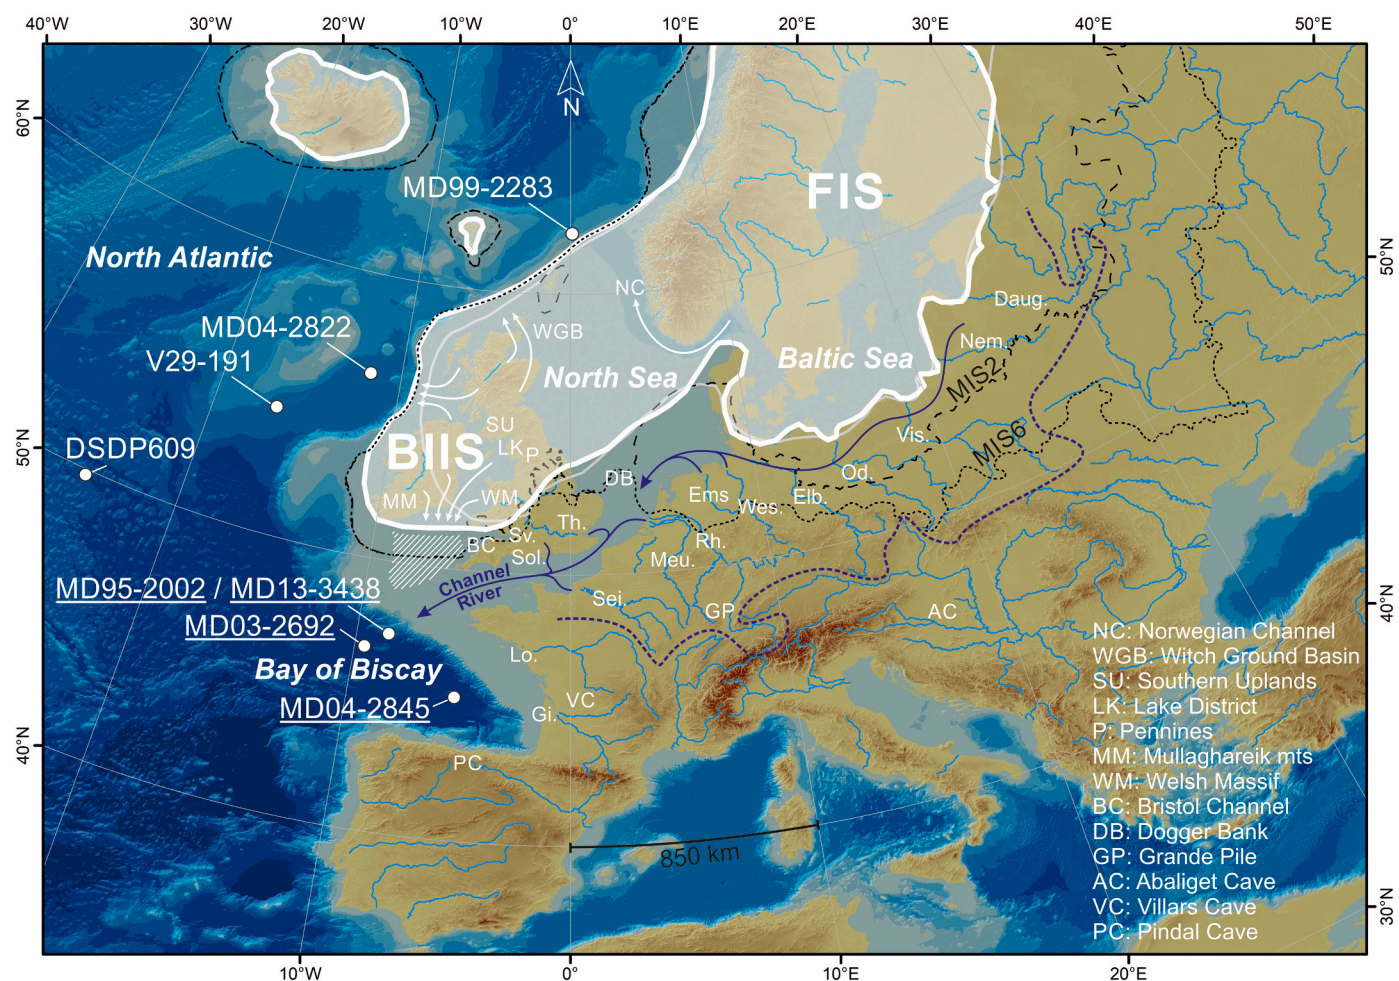 40°W 30°W 20°W 10°W 0° 10°E 20°E 30°E 40°E 50°E
60°N
N
MD99-2283
FIS
North Atlantic
50°N
NC
Daug.
MD04-2822
WGB
Nem.
V29-191
North Sea
Baltic Sea
MIS2
SU
Vis.
MIS6
50°N
DSDP609
BIIS
LK
P
DB
Od.
MM
WM
Ems
Wes.
Elb.
Th.
BC
Sv.
Sol.
Rh.
Meu.
Channel
River
MD95-2002 / MD13-3438
Sei.
GP
AC
40°N
MD03-2692
Bay of Biscay
Lo.
MD04-2845
VC
Gi.
40°N
PC
850 km
NC: Norwegian Channel
WGB: Witch Ground Basin
SU: Southern Uplands
LK: Lake District
P: Pennines
MM: Mullaghareik mts
WM: Welsh Massif
BC: Bristol Channel
DB: Dogger Bank
GP: Grande Pile
AC: Abaliget Cave
VC: Villars Cave
PC: Pindal Cave
30°N
10°W 0° 10°E 20°E